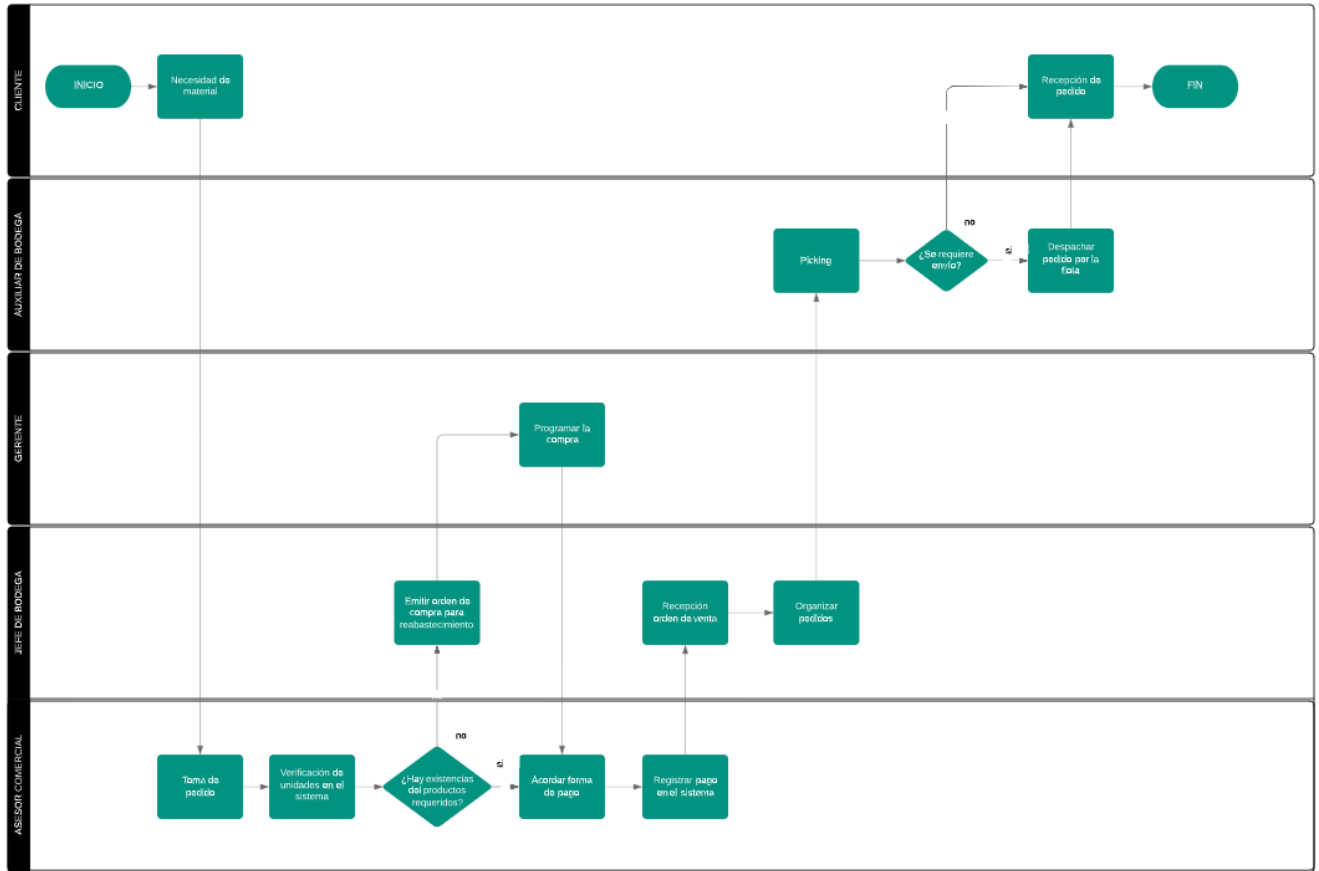 CLIENTE
INICIO
Necesidad de
material
Recepción de
pedido
FIN
AUXILIAR DE BODEGA
Picking
¿Se requiere
envío?
no
Despachar
pedido por la
flota
GERENTE
Programar la
compra
JEFE DE BODEGA
Emitir orden de
compra para
reabastecimiento
Recepción
orden de venta
Organizar
pedidos
ASESOR COMERCIAL
Toma de
pedido
Verificación de
unidades en el
sistema
¿Hay existencias
del productos
requeridos?
no
Acordar forma
de pago
Registrar pago
en el sistema